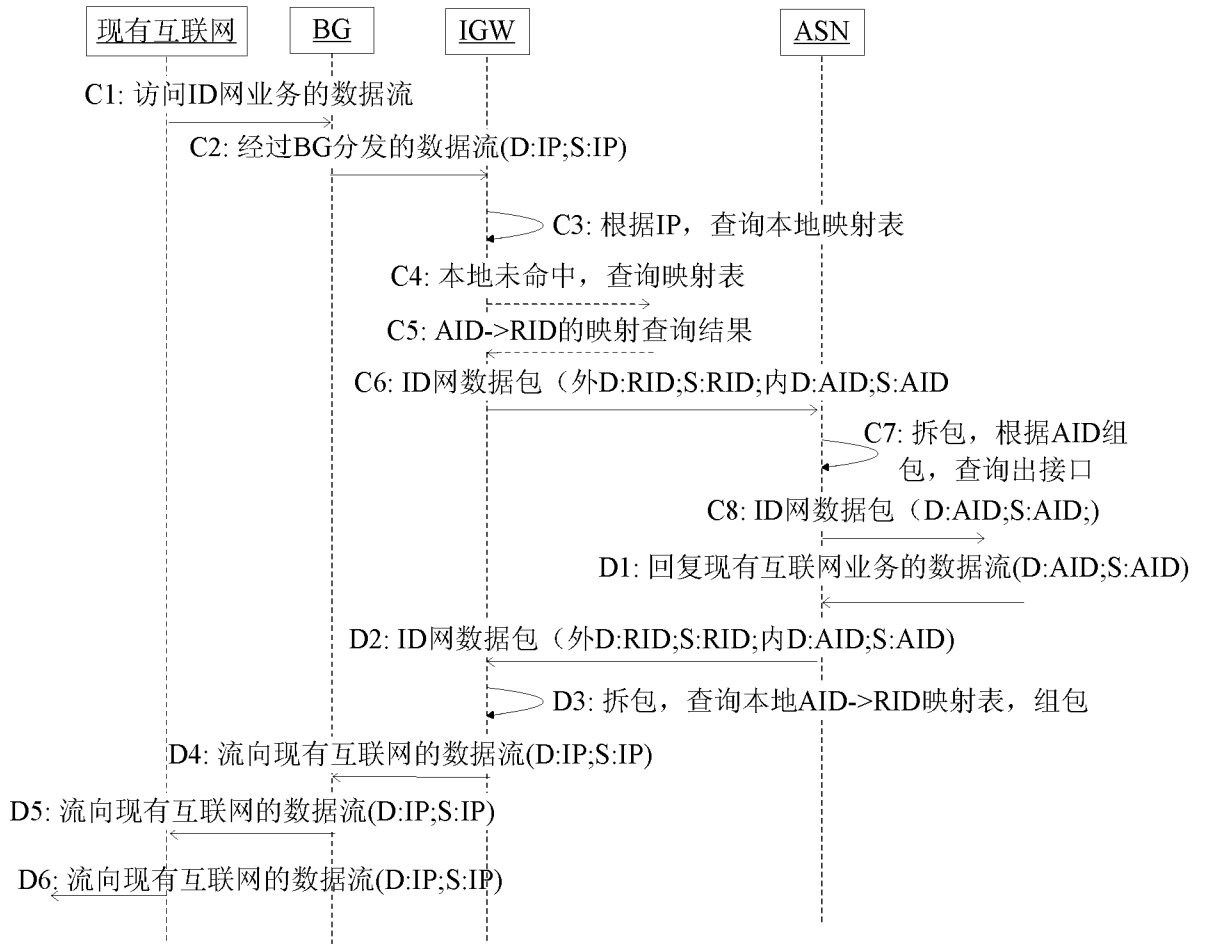 现有互联网
BG
IGW
ASN
C1: 访问ID网业务的数据流
C2: 经过BG分发的数据流(D:IP;S:IP)
C3: 根据IP，查询本地映射表
C4: 本地未命中，查询映射表
C5: AID->RID的映射查询结果
C6: ID网数据包（外D:RID;S:RID;内D:AID;S:AID
C7: 拆包，根据AID组
包，查询出接口
C8: ID网数据包（D:AID;S:AID;)
D1: 回复现有互联网业务的数据流(D:AID;S:AID)
D2: ID网数据包（外D:RID;S:RID;内D:AID;S:AID)
D3: 拆包，查询本地AID->RID映射表，组包
D4: 流向现有互联网的数据流(D:IP;S:IP)
D5: 流向现有互联网的数据流(D:IP;S:IP)
D6: 流向现有互联网的数据流(D:IP;S:IP)